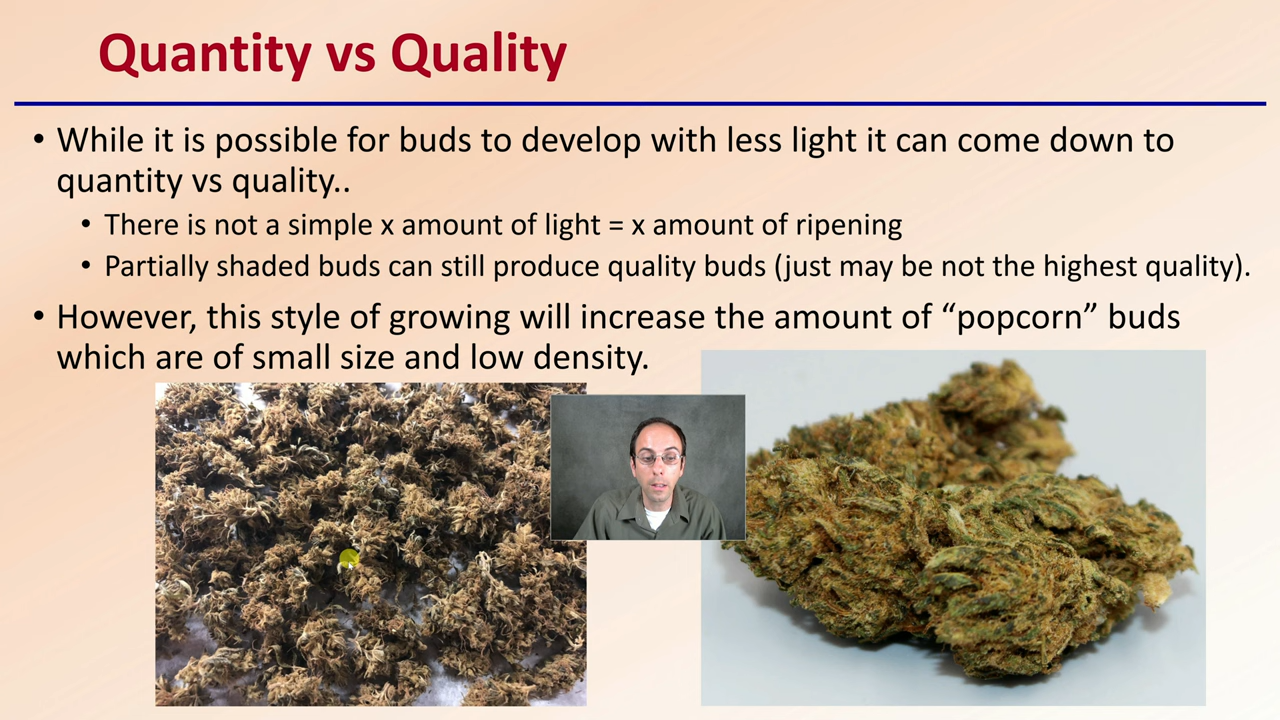 Quantity vs Quality
• While it is possible for buds to develop with less light it can come down to
quantity vs quality..
• There is not a simple x amount of light = x amount of ripening
• Partially shaded buds can still produce quality buds (just may be not the highest quality).
• However, this style of growing will increase the amount of “popcorn” buds
which are of small size and low density.